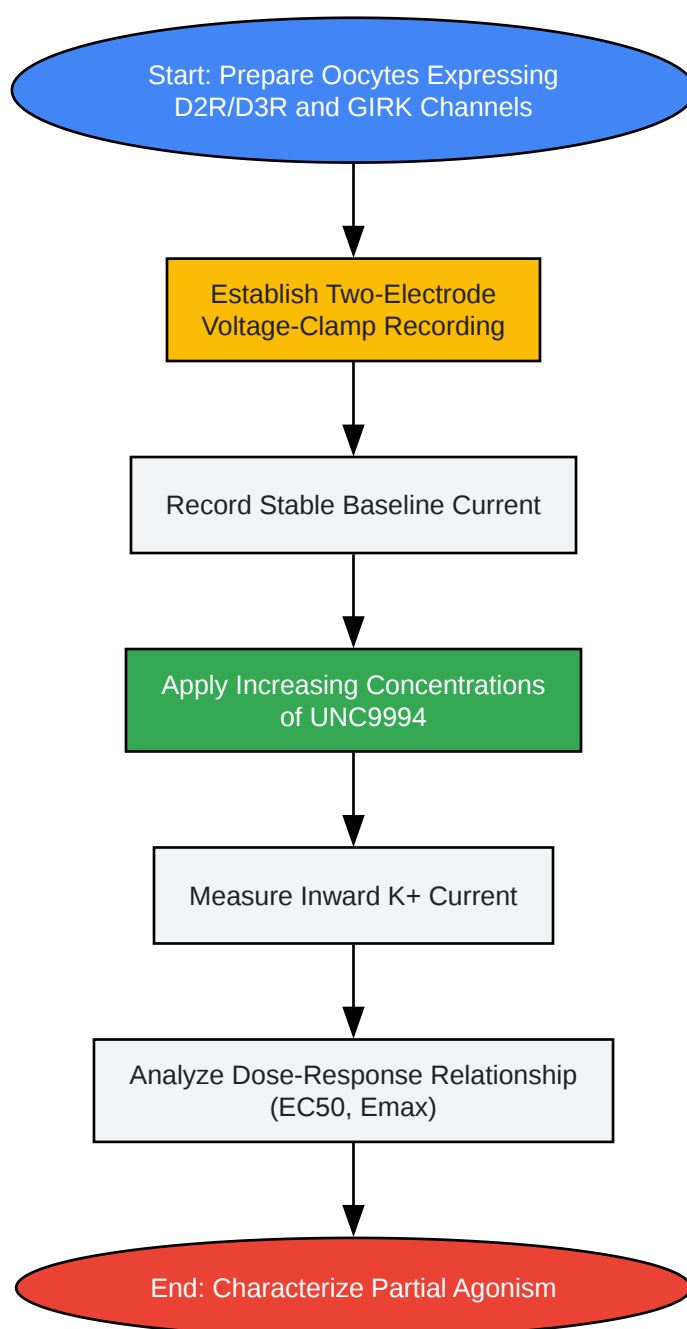 Start: Prepare Oocytes Expressing
D2R/D3R and GIRK Channels
Establish Two-Electrode
Voltage-Clamp Recording
Record Stable Baseline Current
Apply Increasing Concentrations
of UNC9994
Measure Inward K+ Current
Analyze Dose-Response Relationship
(EC50, Emax)
End: Characterize Partial Agonism